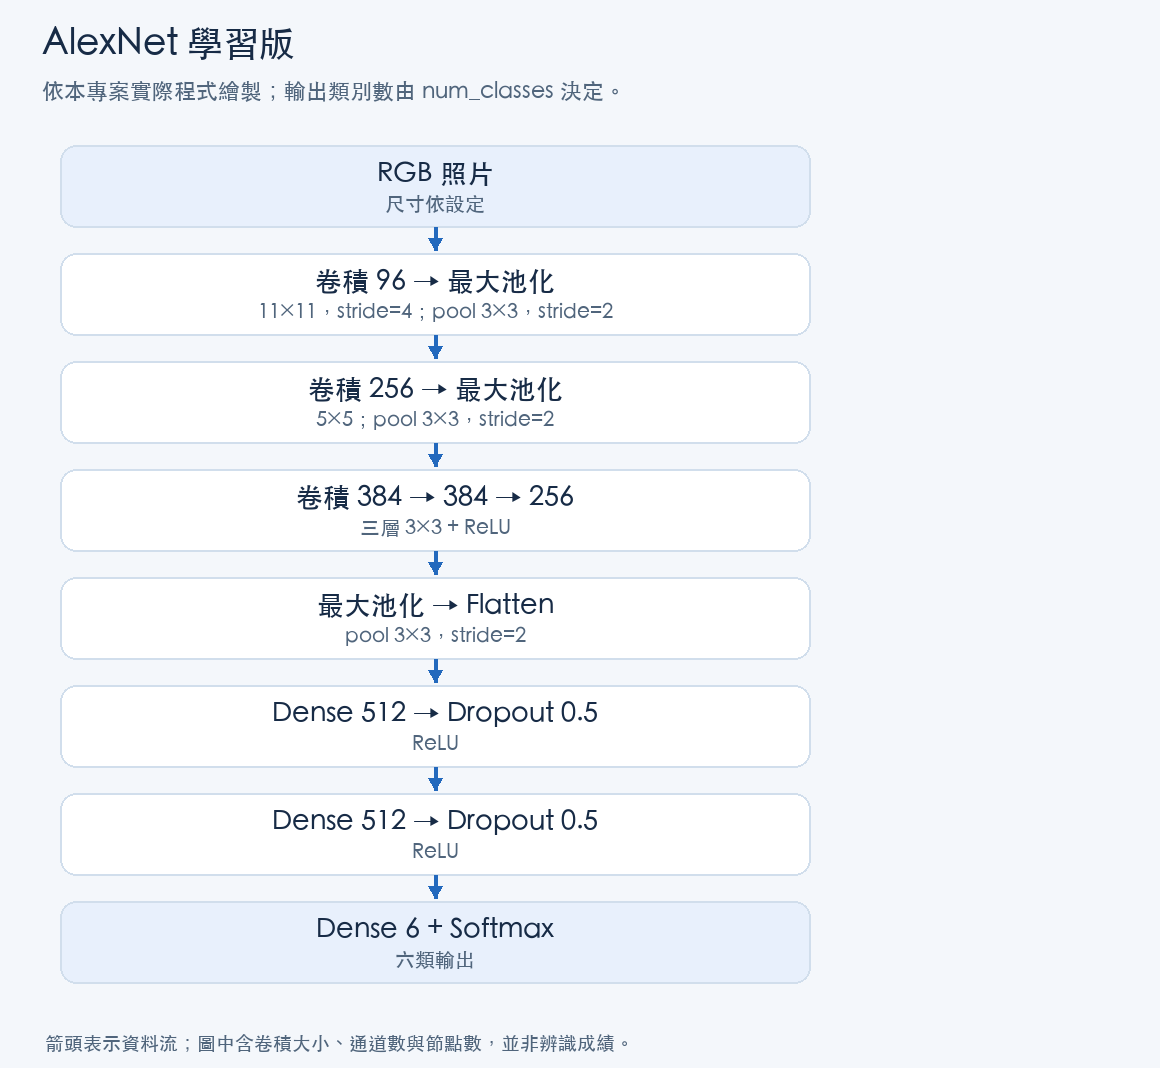 AlexNet 學習版
依本專案實際程式繪製；輸出類別數由 num_classes 決定。
RGB 照片
尺寸依設定
卷積 96 → 最大池化
11×11，stride=4；pool 3×3，stride=2
卷積 256 → 最大池化
5×5；pool 3×3，stride=2
卷積 384 → 384 → 256
三層 3×3 + ReLU
最大池化 → Flatten
pool 3×3，stride=2
Dense 512 → Dropout 0.5
ReLU
Dense 512 → Dropout 0.5
ReLU
Dense 6 + Softmax
六類輸出
箭頭表示資料流；圖中含卷積大小、通道數與節點數，並非辨識成績。